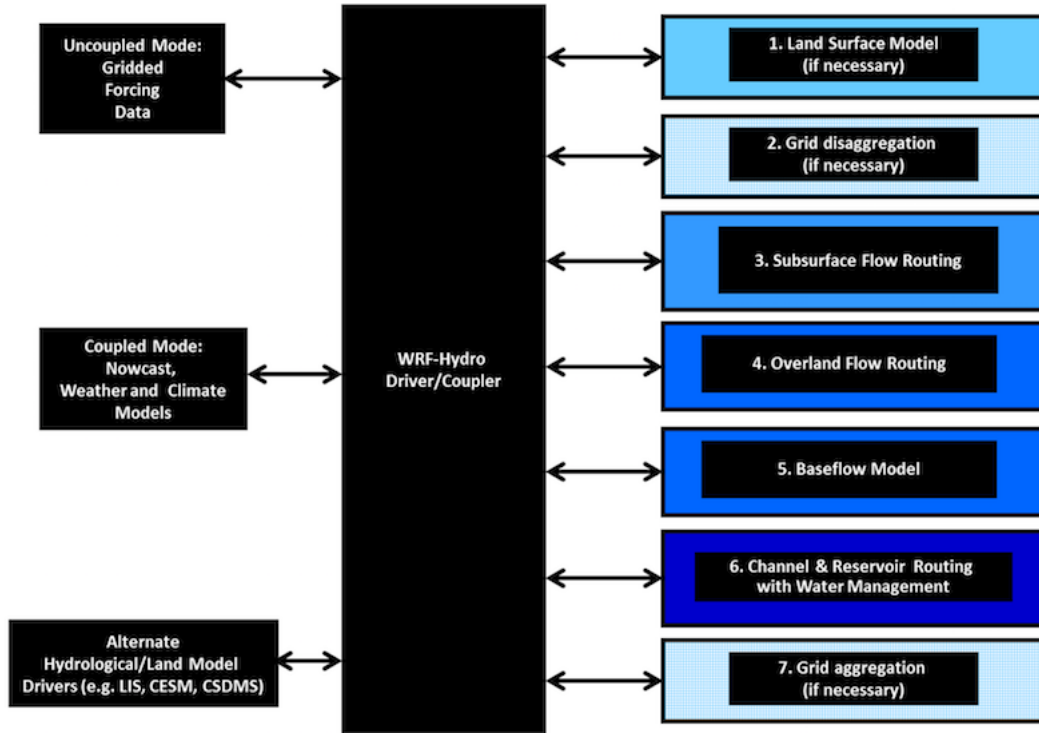 Uncoupled Mode:
Gridded
Forcing
Data
Coupled Mode:
Nowcast,
Weather and Climate
Models
Alternate
Hydrological/Land Model
Drivers (e.g. LIS, CESM, CSDMS)
WRF-Hydro
Driver/Coupler
1. Land Surface Model
(if necessary)
2. Grid disaggregation
(if necessary)
3. Subsurface Flow Routing
4. Overland Flow Routing
5. Baseflow Model
6. Channel & Reservoir Routing
with Water Management
7. Grid aggregation
(if necessary)